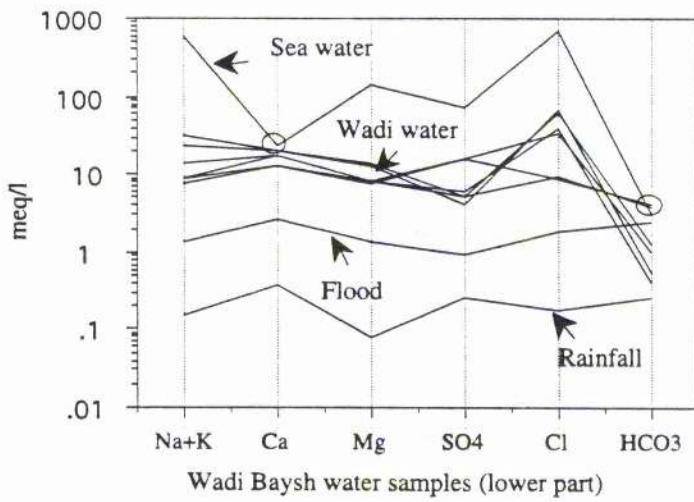 1000
Sea water
100
Wadi water
10
meq/l
1
Flood
.1
Rainfall
.01
Na+K Ca Mg SO4 Cl HCO3
Wadi Baysh water samples (lower part)